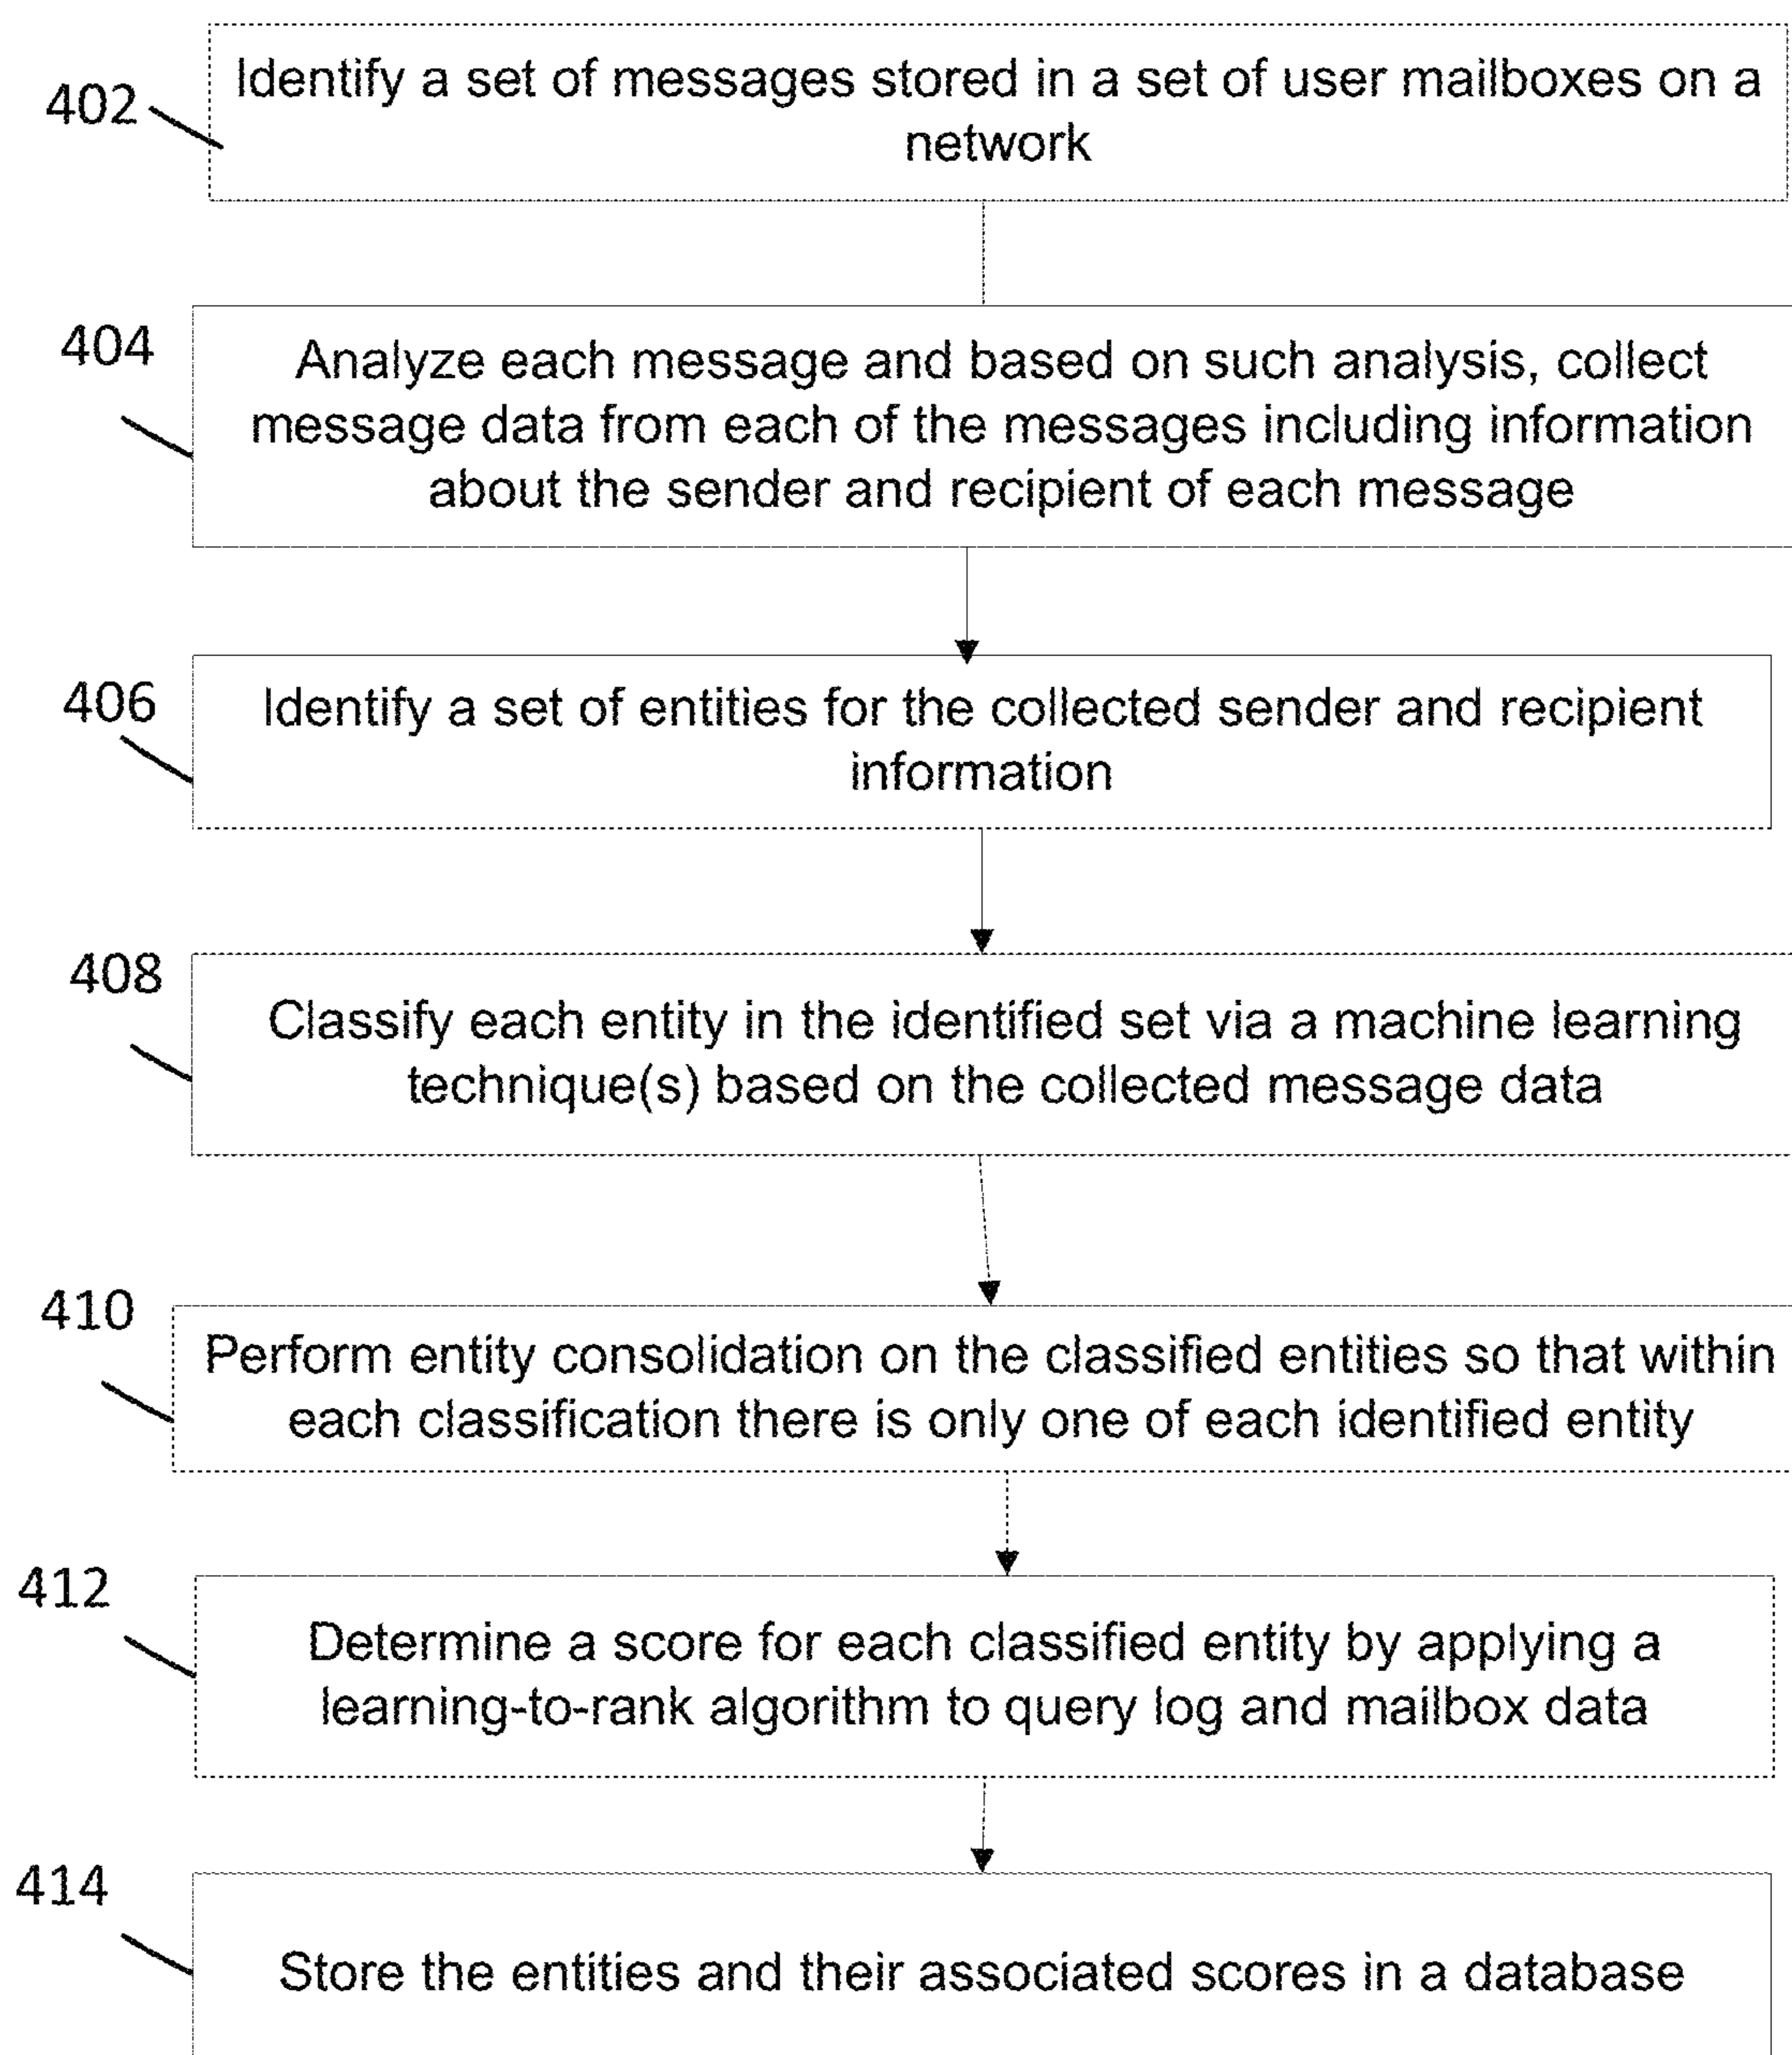 402
Identify a set of messages stored in a set of user mailboxes on a
network
404
Analyze each message and based on such analysis, collect
message data from each of the messages including information
about the sender and recipient of each message
406
Identify a set of entities for the collected sender and recipient
information
408
Classify each entity in the identified set via a machine learning
technique(s) based on the collected message data
410
Perform entity consolidation on the classified entities so that within
each classification there is only one of each identified entity
412
Determine a score for each classified entity by applying a
learning-to-rank algorithm to query log and mailbox data
414
Store the entities and their associated scores in a database